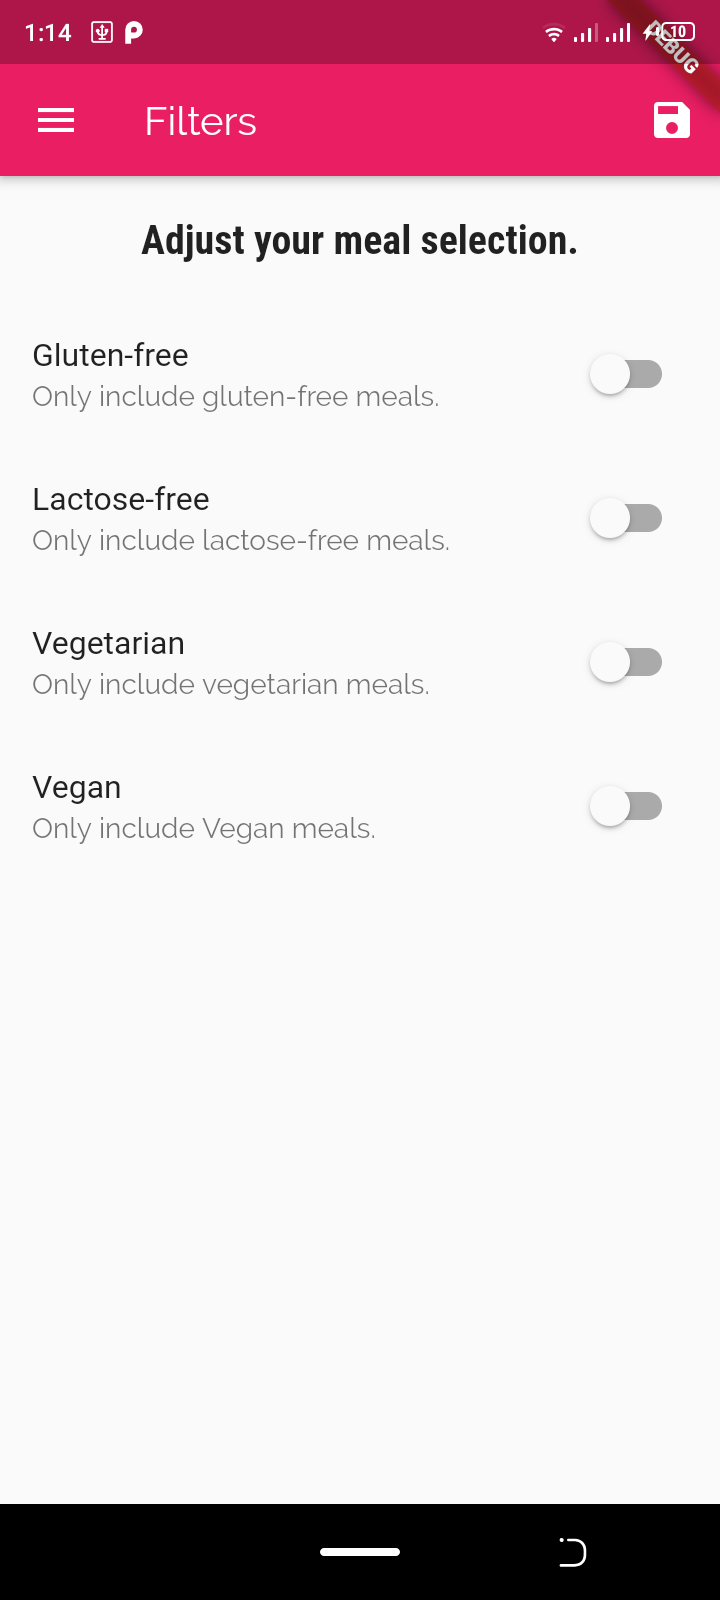 1:14
10
DEBUG
Filters
Adjust your meal selection.
Gluten-free
Only include gluten-free meals.
Lactose-free
Only include lactose-free meals.
Vegetarian
Only include vegetarian meals.
Vegan
Only include Vegan meals.